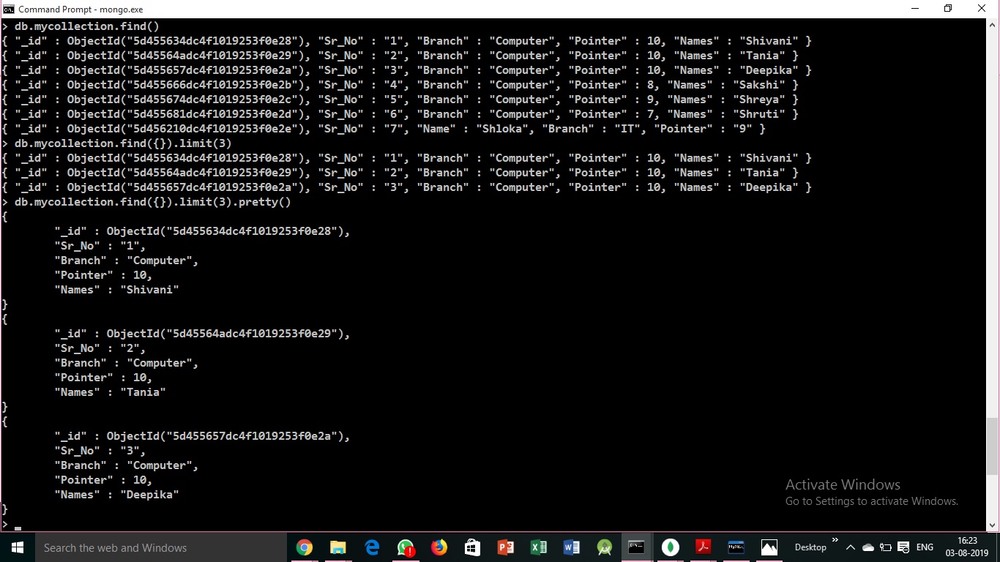 Command Prompt - mongo.exe
> db.mycollection.find()
{ "_id" : ObjectId("5d455634dc4f1019253f0e28"), "Sr_No" : "1", "Branch" : "Computer", "Pointer" : 10, "Names" : "Shivani" }
{ "_id" : ObjectId("5d45564adc4f1019253f0e29"), "Sr_No" : "2", "Branch" : "Computer", "Pointer" : 10, "Names" : "Tania" }
{ "_id" : ObjectId("5d455657dc4f1019253f0e2a"), "Sr_No" : "3", "Branch" : "Computer", "Pointer" : 10, "Names" : "Deepika" }
{ "_id" : ObjectId("5d455666dc4f1019253f0e2b"), "Sr_No" : "4", "Branch" : "Computer", "Pointer" : 8, "Names" : "Sakshi" }
{ "_id" : ObjectId("5d455674dc4f1019253f0e2c"), "Sr_No" : "5", "Branch" : "Computer", "Pointer" : 9, "Names" : "Shreya" }
{ "_id" : ObjectId("5d455681dc4f1019253f0e2d"), "Sr_No" : "6", "Branch" : "Computer", "Pointer" : 7, "Names" : "Shruti" }
{ "_id" : ObjectId("5d456210dc4f1019253f0e2e"), "Sr_No" : "7", "Name" : "Shloka", "Branch" : "IT", "Pointer" : "9" }
> db.mycollection.find({}).limit(3)
{ "_id" : ObjectId("5d455634dc4f1019253f0e28"), "Sr_No" : "1", "Branch" : "Computer", "Pointer" : 10, "Names" : "Shivani" }
{ "_id" : ObjectId("5d45564adc4f1019253f0e29"), "Sr_No" : "2", "Branch" : "Computer", "Pointer" : 10, "Names" : "Tania" }
{ "_id" : ObjectId("5d455657dc4f1019253f0e2a"), "Sr_No" : "3", "Branch" : "Computer", "Pointer" : 10, "Names" : "Deepika" }
> db.mycollection.find({}).limit(3).pretty()
{
"_id" : ObjectId("5d455634dc4f1019253f0e28"),
"Sr_No" : "1",
"Branch" : "Computer",
"Pointer" : 10,
"Names" : "Shivani"
}
{
"_id" : ObjectId("5d45564adc4f1019253f0e29"),
"Sr_No" : "2",
"Branch" : "Computer",
"Pointer" : 10,
"Names" : "Tania"
}
{
"_id" : ObjectId("5d455657dc4f1019253f0e2a"),
"Sr_No" : "3",
"Branch" : "Computer",
"Pointer" : 10,
"Names" : "Deepika"
}
>
Activate Windows
Go to Settings to activate Windows.
Search the web and Windows
Desktop
ENG
16:23
03-08-2019